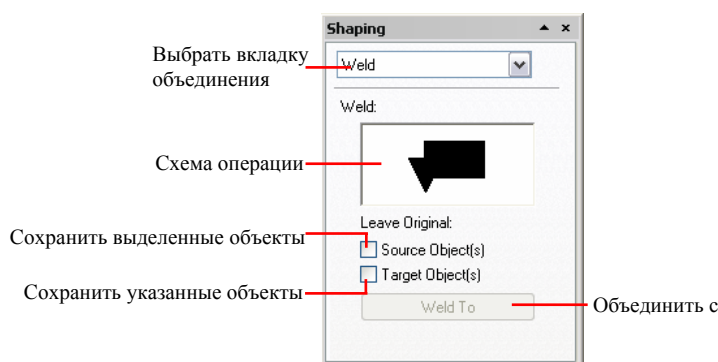 Shaping
Выбрать вкладку
объединения
Weld
Weld:
Схема операции
Leave Original:
Сохранить выделенные объекты
Source Object(s)
Target Object(s)
Сохранить указанные объекты
Weld To
Объединить с